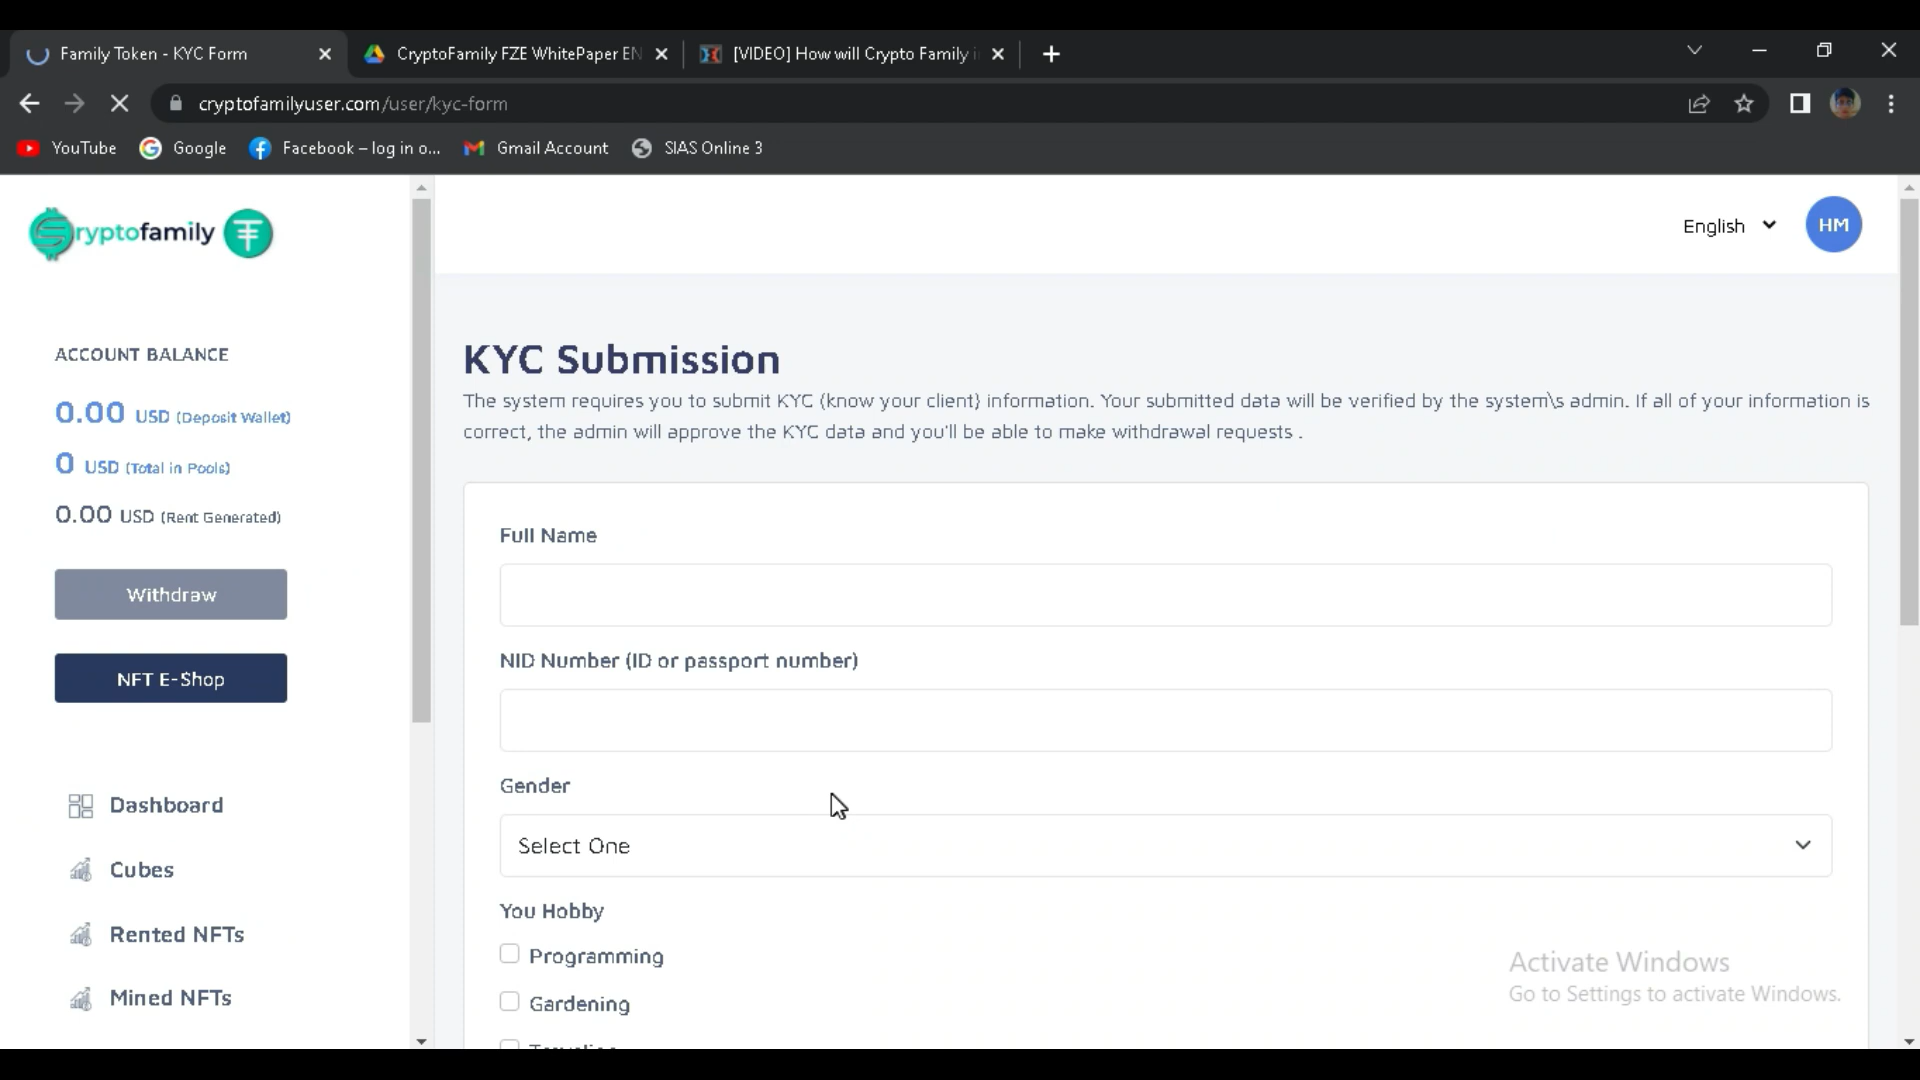 Family Token - KYC Form
CryptoFamily FZE WhitePaper EN
[VIDEO] How will Crypto Family i
cryptofamilyuser.com/user/kyc-form
YouTube
Google
Facebook – log in o...
Gmail Account
SIAS Online 3
ryptofamily
English
HM
ACCOUNT BALANCE
0.00 USD (Deposit Wallet)
0 USD (Total in Pools)
0.00 USD (Rent Generated)
Withdraw
NFT E-Shop
Dashboard
Cubes
Rented NFTs
Mined NFTs
KYC Submission
The system requires you to submit KYC (know your client) information. Your submitted data will be verified by the system\s admin. If all of your information is
correct, the admin will approve the KYC data and you'll be able to make withdrawal requests .
Full Name
NID Number (ID or passport number)
Gender
Select One
You Hobby
Programming
Gardening
Activate Windows
Go to Settings to activate Windows.